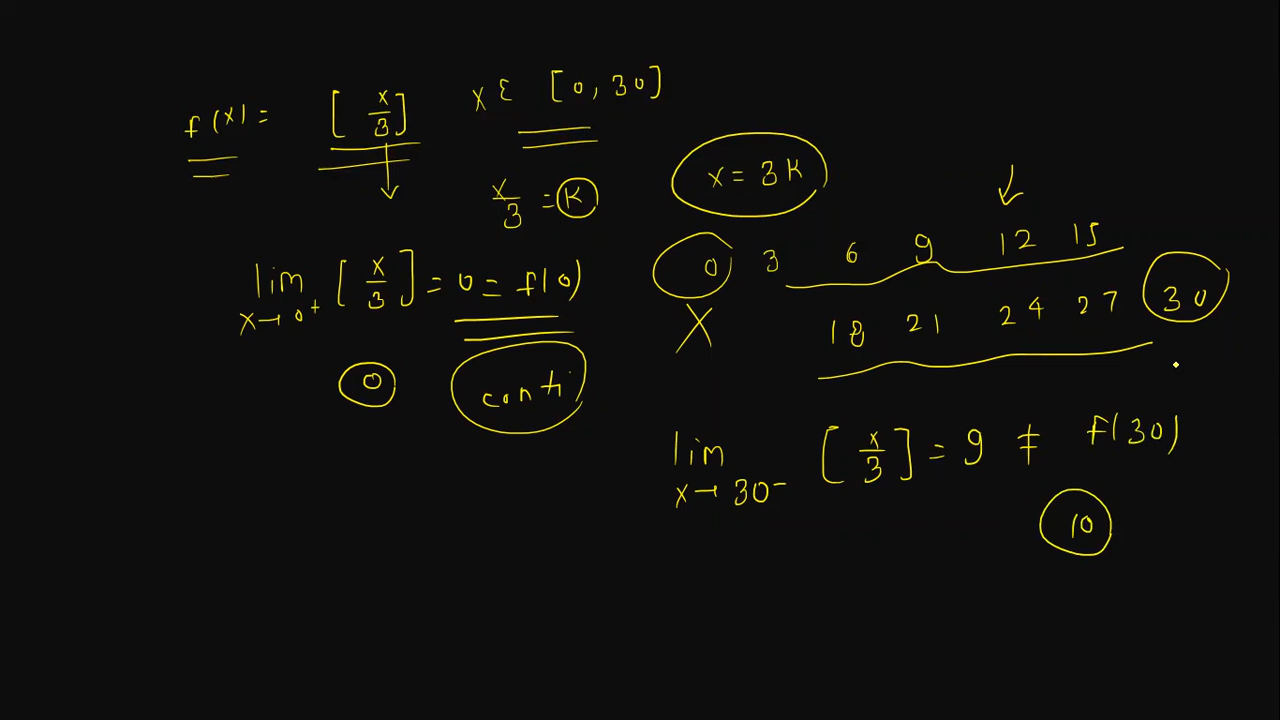 f(x) = [x/3] x ε [0, 30]
x/3 = K x = 3K
0 3 6 9 12 15
lim x→0+ [x/3] = 0 = f(0)
X 18 21 24 27 30
0 conti
lim x→30- [x/3] = 9 ≠ f(30)
10